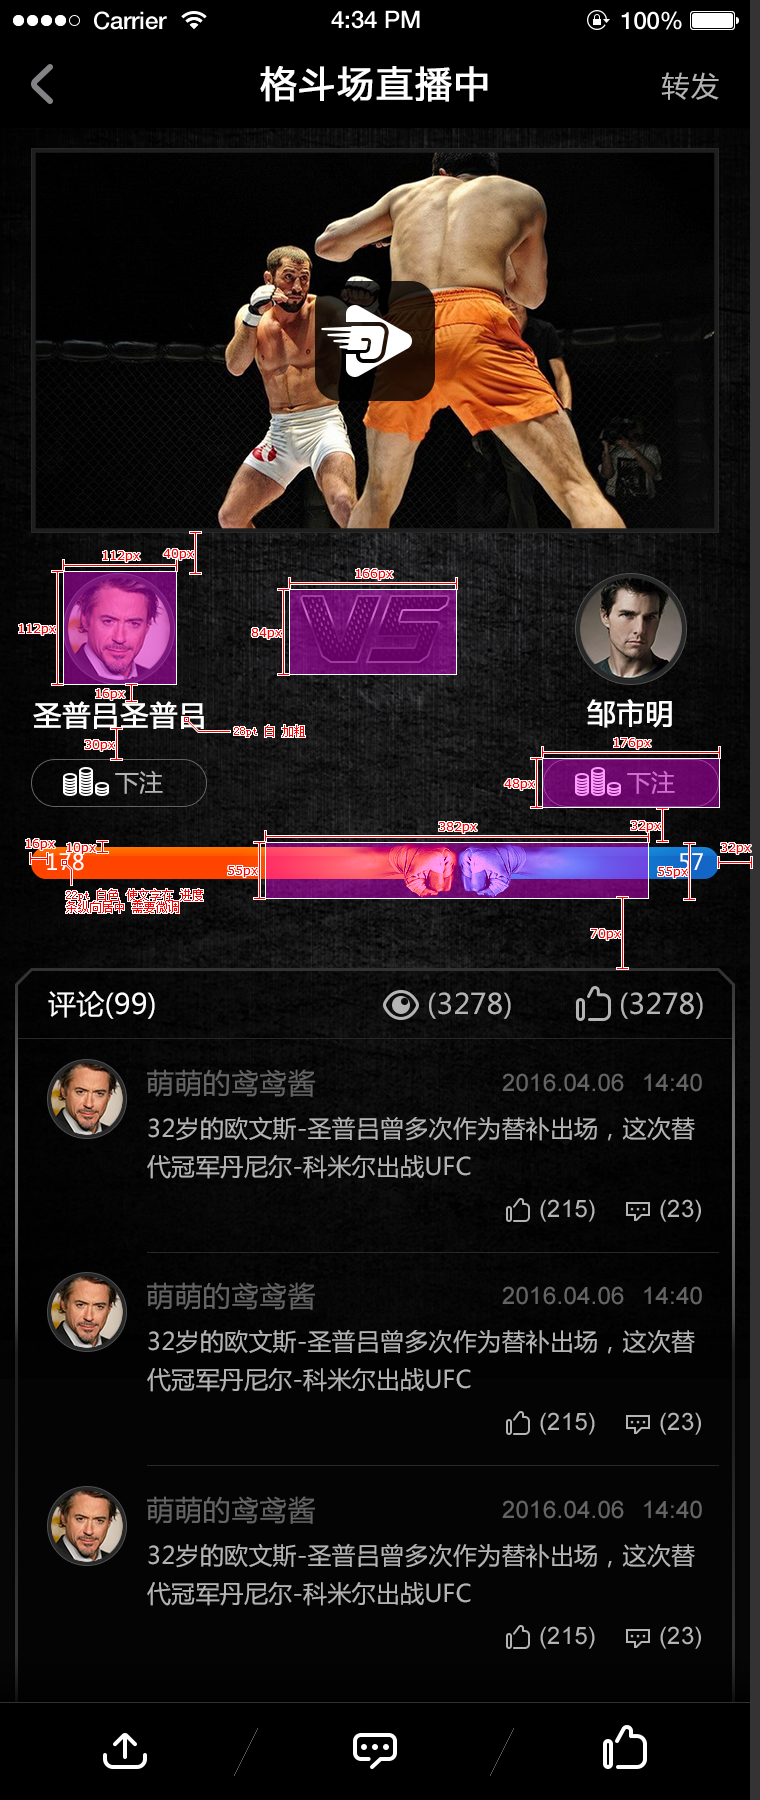 Carrier 4:34 PM 100%
格斗场直播中 转发
112px 40px
166px
112px
84px
16px
圣普吕圣普吕 邹市明
28pt 白 加粗
30px
176px
下注 下注
48px
382px 32px
16px 10px 32px
178 57
55px 55px
22pt 白色 使文字在 进度
条纵向居中 需要微调
70px
评论(99) (3278) (3278)
萌萌的鸢鸢酱 2016.04.06 14:40
32岁的欧文斯-圣普吕曾多次作为替补出场，这次替
代冠军丹尼尔-科米尔出战UFC
(215) (23)
萌萌的鸢鸢酱 2016.04.06 14:40
32岁的欧文斯-圣普吕曾多次作为替补出场，这次替
代冠军丹尼尔-科米尔出战UFC
(215) (23)
萌萌的鸢鸢酱 2016.04.06 14:40
32岁的欧文斯-圣普吕曾多次作为替补出场，这次替
代冠军丹尼尔-科米尔出战UFC
(215) (23)